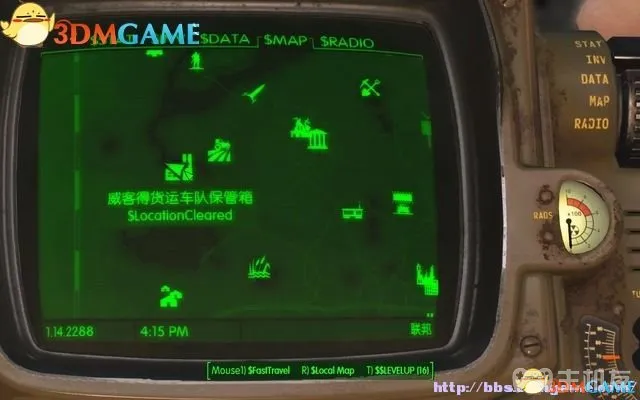 3DMGAME
$DATA $MAP $RADIO
STAT
INV
DATA
MAP
RADIO
威客得货运车队保管箱
$LocationCleared
RADS
1.14.2288 4:15 PM 联邦
Mouse1) $FastTravel R) $Local Map T) $$LEVELUP (16)